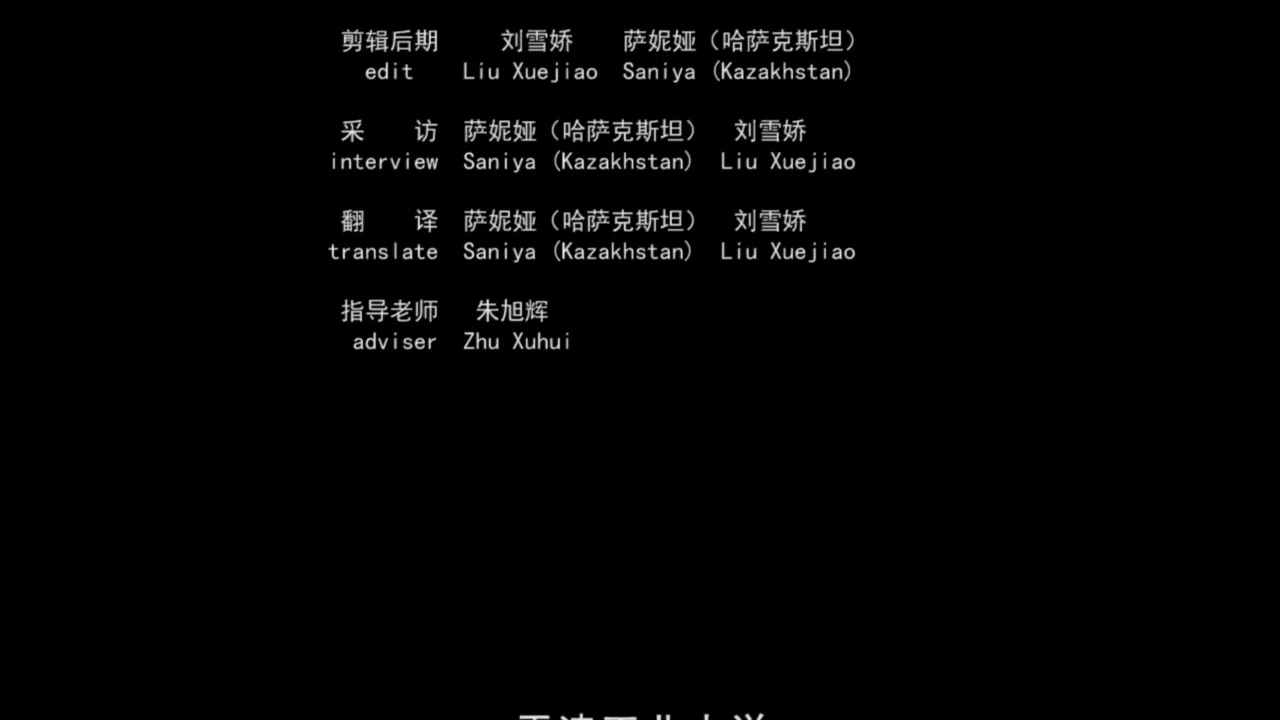 剪辑后期 刘雪娇 萨妮娅（哈萨克斯坦）
edit Liu Xuejiao Saniya (Kazakhstan)
采 访 萨妮娅（哈萨克斯坦） 刘雪娇
interview Saniya (Kazakhstan) Liu Xuejiao
翻 译 萨妮娅（哈萨克斯坦） 刘雪娇
translate Saniya (Kazakhstan) Liu Xuejiao
指导老师 朱旭辉
adviser Zhu Xuhui